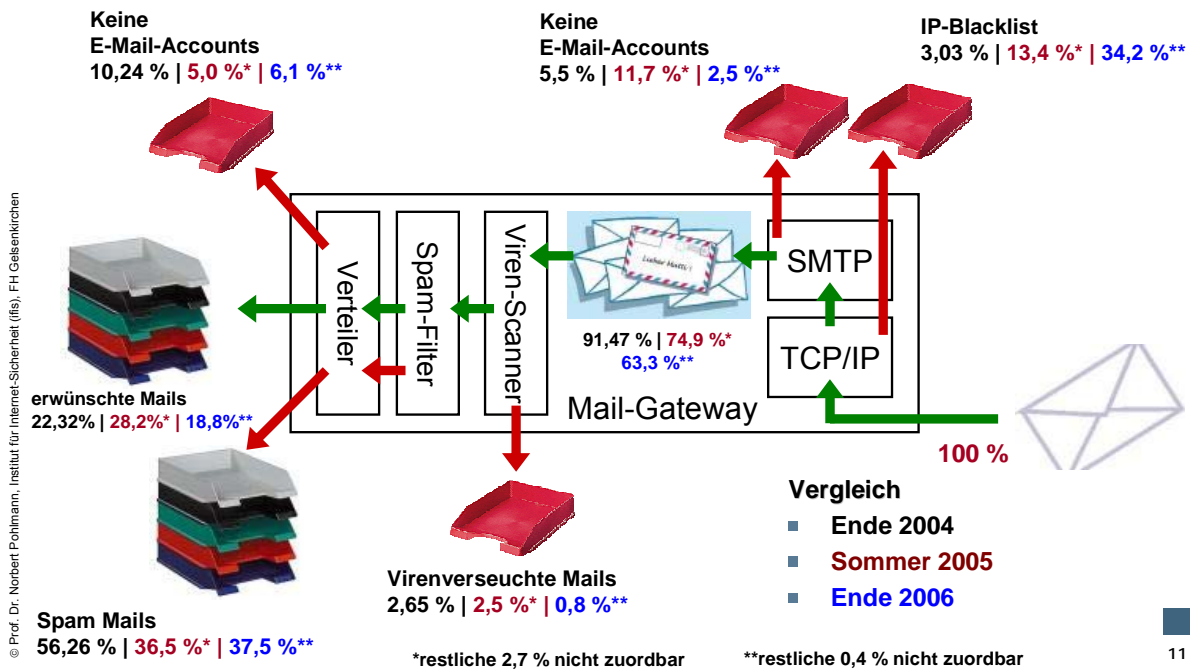 Keine
E-Mail-Accounts
10,24 % | 5,0 %* | 6,1 %**
Keine
E-Mail-Accounts
5,5 % | 11,7 %* | 2,5 %**
IP-Blacklist
3,03 % | 13,4 %* | 34,2 %**
Verteiler
Spam-Filter
Viren-Scanner
Lieber Matti,
SMTP
TCP/IP
91,47 % | 74,9 %*
63,3 %**
Mail-Gateway
100 %
erwünschte Mails
22,32% | 28,2%* | 18,8%**
Vergleich
Ende 2004
Sommer 2005
Ende 2006
Virenverseuchte Mails
2,65 % | 2,5 %* | 0,8 %**
Spam Mails
56,26 % | 36,5 %* | 37,5 %**
*restliche 2,7 % nicht zuordbar
**restliche 0,4 % nicht zuordbar
11
© Prof. Dr. Norbert Pohlmann, Institut für Internet-Sicherheit (ifis), FH Gelsenkirchen